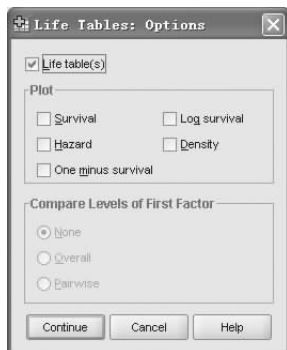 Life Tables: Options
Life table(s)
Plot
Survival
Log survival
Hazard
Density
One minus survival
Compare Levels of First Factor
None
Overall
Pairwise
Continue
Cancel
Help